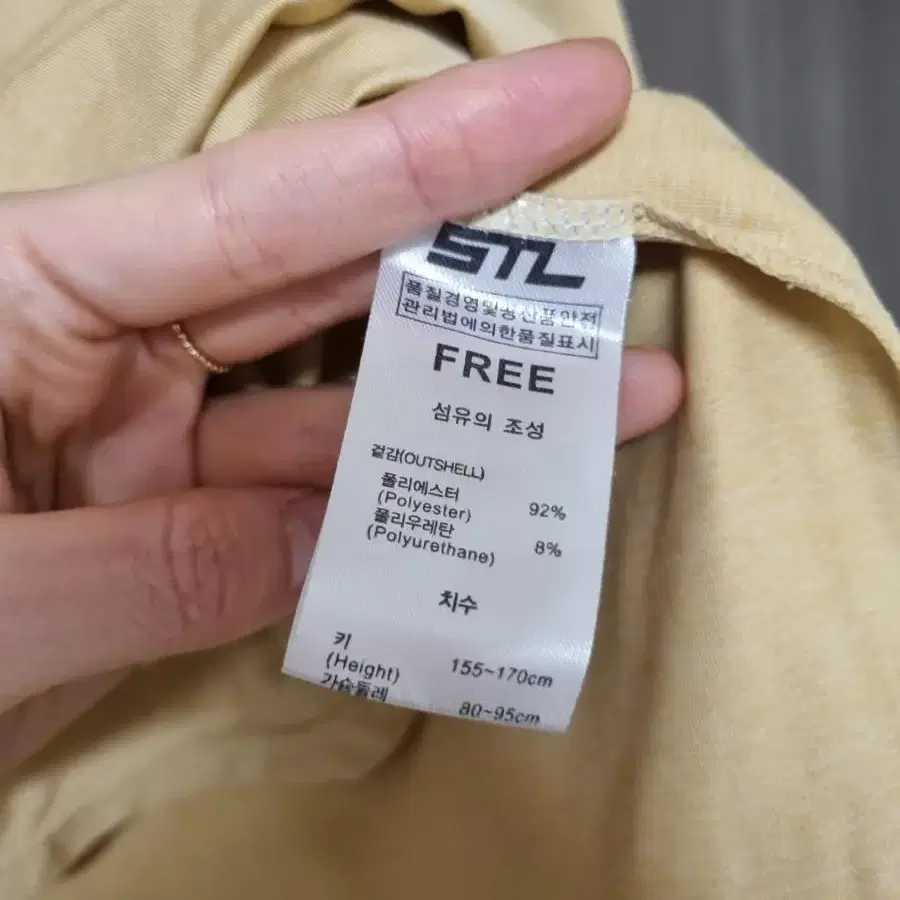 STL
품질경영및공산품안전
관리법에의한품질표시
FREE
섬유의 조성
겉감(OUTSHELL)
폴리에스터
(Polyester) 92%
폴리우레탄
(Polyurethane) 8%
치수
키
(Height) 155~170cm
가슴둘레 80~95cm